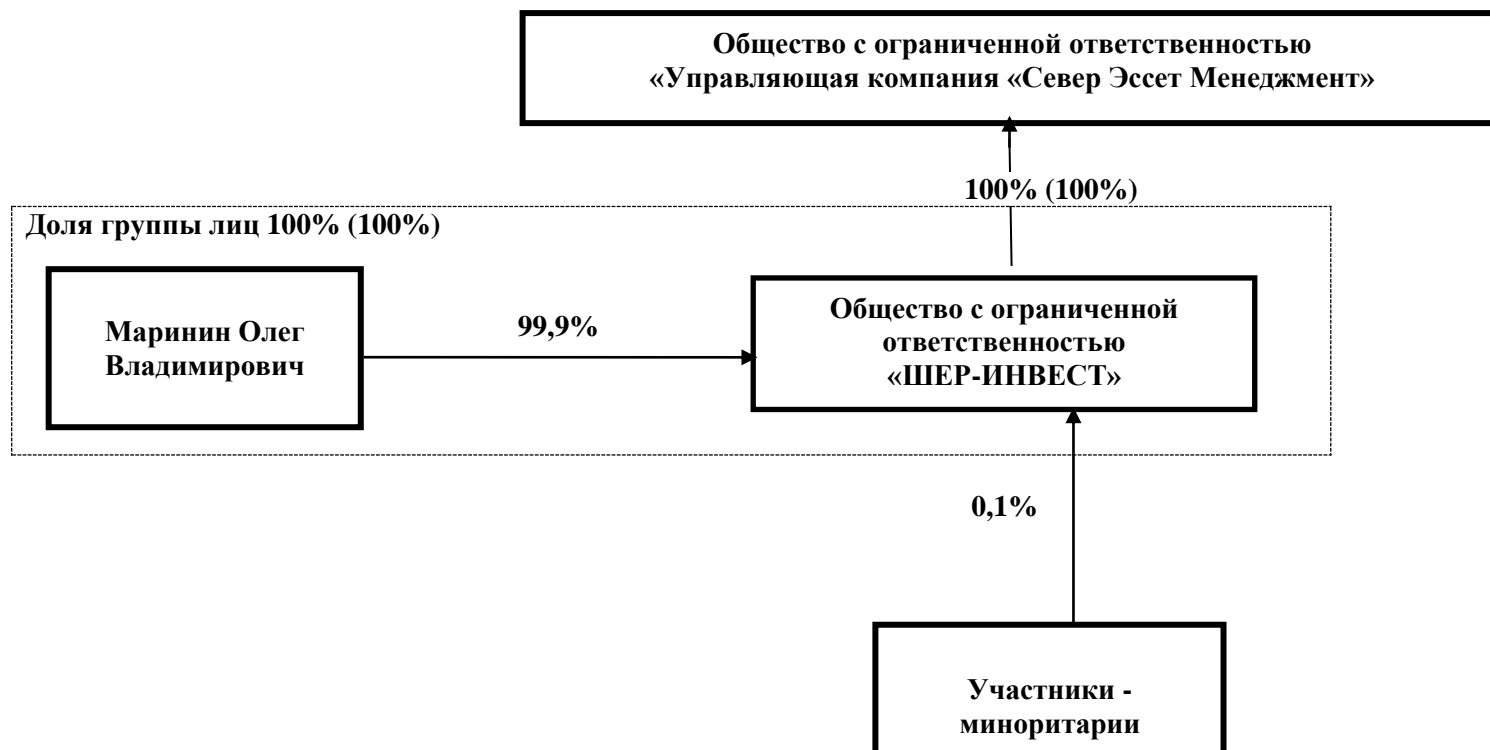 Общество с ограниченной ответственностью
«Управляющая компания «Север Эссет Менеджмент»
100% (100%)
Доля группы лиц 100% (100%)
Маринин Олег
Владимирович
99,9%
Общество с ограниченной
ответственностью
«ШЕР-ИНВЕСТ»
0,1%
Участники -
миноритарии